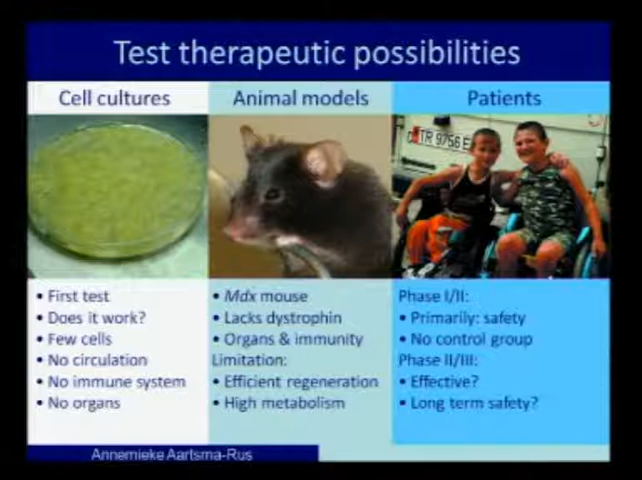 Test therapeutic possibilities
Cell cultures
Animal models
Patients
TR 9756 E
• First test
• Does it work?
• Few cells
• No circulation
• No immune system
• No organs
• Mdx mouse
• Lacks dystrophin
• Organs & immunity
Limitation:
• Efficient regeneration
• High metabolism
Phase I/II:
• Primarily: safety
• No control group
Phase II/III:
• Effective?
• Long term safety?
Annemieke Aartsma-Rus